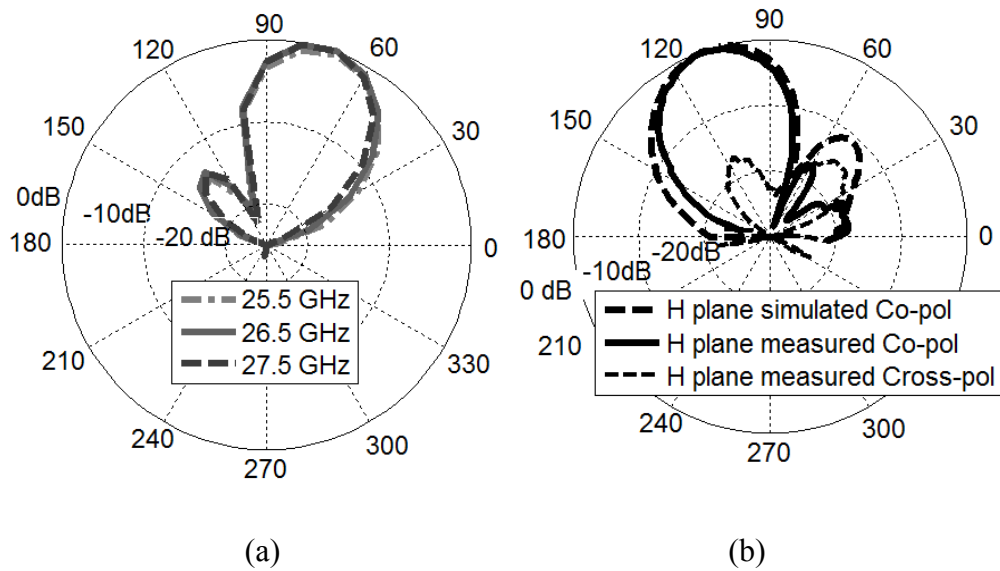 90
120
60
150
30
0dB
-10dB
-20 dB
180
0
25.5 GHz
26.5 GHz
27.5 GHz
210
330
240
300
270
(a)
90
120
60
150
30
180
0
-20dB
-10dB
0 dB
H plane simulated Co-pol
H plane measured Co-pol
H plane measured Cross-pol
210
240
300
270
(b)